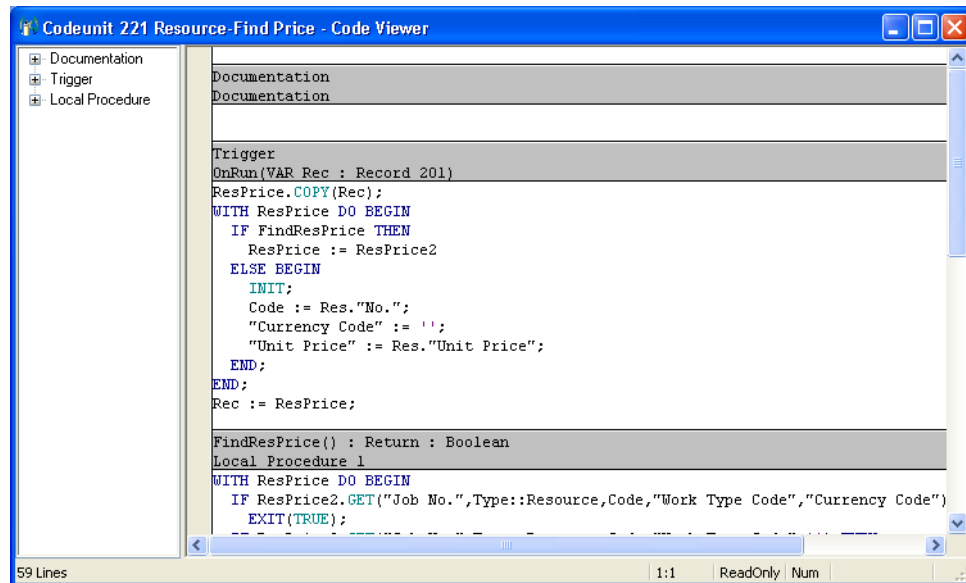 Codeunit 221 Resource-Find Price - Code Viewer
Documentation
Trigger
Local Procedure
Documentation
Documentation
Trigger
OnRun(VAR Rec : Record 201)
ResPrice.COPY(Rec);
WITH ResPrice DO BEGIN
  IF FindResPrice THEN
    ResPrice := ResPrice2
  ELSE BEGIN
    INIT;
    Code := Res."No.";
    "Currency Code" := '';
    "Unit Price" := Res."Unit Price";
  END;
END;
Rec := ResPrice;
FindResPrice() : Return : Boolean
Local Procedure 1
WITH ResPrice DO BEGIN
  IF ResPrice2.GET("Job No.",Type::Resource,Code,"Work Type Code","Currency Code")
    EXIT(TRUE);
59 Lines
1:1
ReadOnly
Num